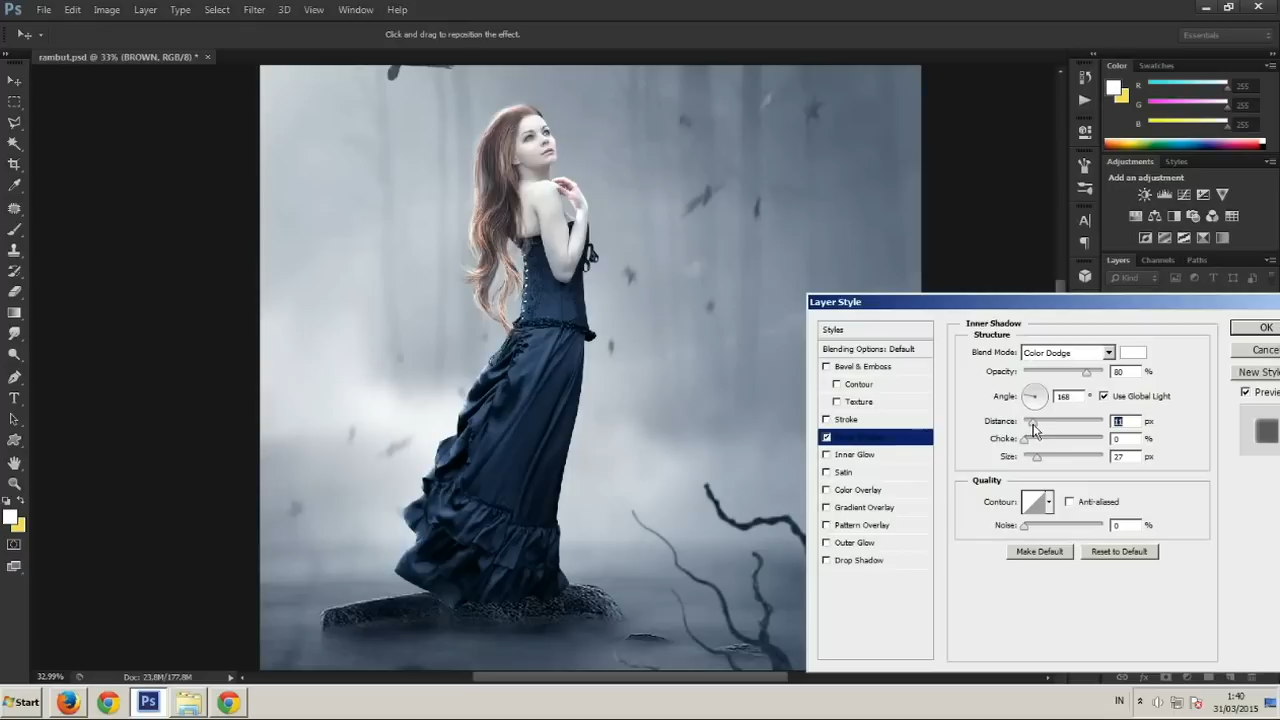 Ps File Edit Image Layer Type Select Filter 3D View Window Help
Click and drag to reposition the effect.
Essentials
rambut.psd @ 33% (BROWN, RGB/8) * ×
Color Swatches
R 255
G 255
B 255
Adjustments Styles
Add an adjustment
Layers Channels Paths
Kind
Layer Style
Styles
Blending Options: Default
Bevel & Emboss
Contour
Texture
Stroke
Inner Glow
Satin
Color Overlay
Gradient Overlay
Pattern Overlay
Outer Glow
Drop Shadow
Inner Shadow
Structure
Blend Mode: Color Dodge
Opacity: 80 %
Angle: 168 ° Use Global Light
Distance: 11 px
Choke: 0 %
Size: 27 px
Quality
Contour: Anti-aliased
Noise: 0 %
Make Default Reset to Default
OK
Cance
New Style
Previe
32.99% Doc: 23.8M/177.8M
Start Ps IN 1:40
31/03/2015